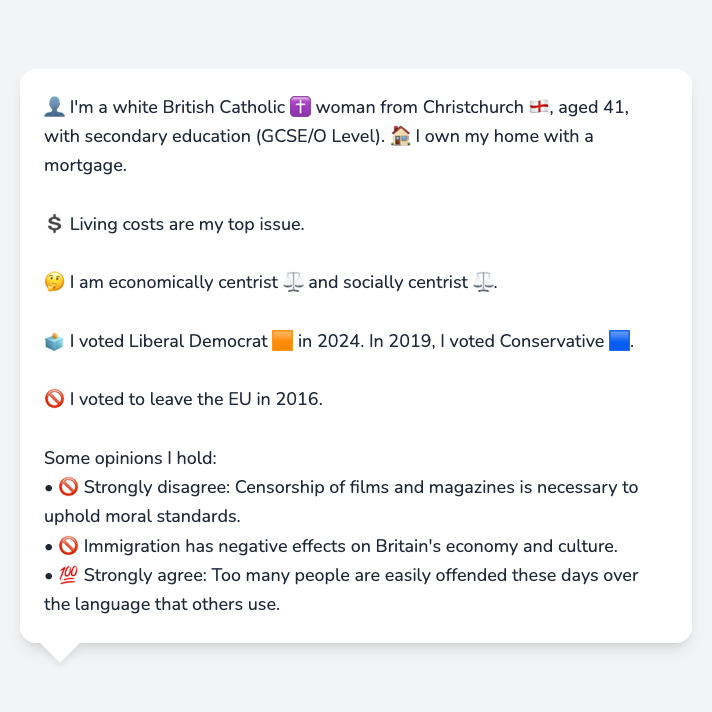 👤 I'm a white British Catholic ✝️ woman from Christchurch 🏴󠁧󠁢󠁥󠁮󠁧󠁿, aged 41,
with secondary education (GCSE/O Level). 🏠 I own my home with a
mortgage.
💲 Living costs are my top issue.
🤔 I am economically centrist ⚖️ and socially centrist ⚖️.
🗳️ I voted Liberal Democrat 🟧 in 2024. In 2019, I voted Conservative 🟦.
🚫 I voted to leave the EU in 2016.
Some opinions I hold:
• 🚫 Strongly disagree: Censorship of films and magazines is necessary to
uphold moral standards.
• 🚫 Immigration has negative effects on Britain's economy and culture.
• 💯 Strongly agree: Too many people are easily offended these days over
the language that others use.